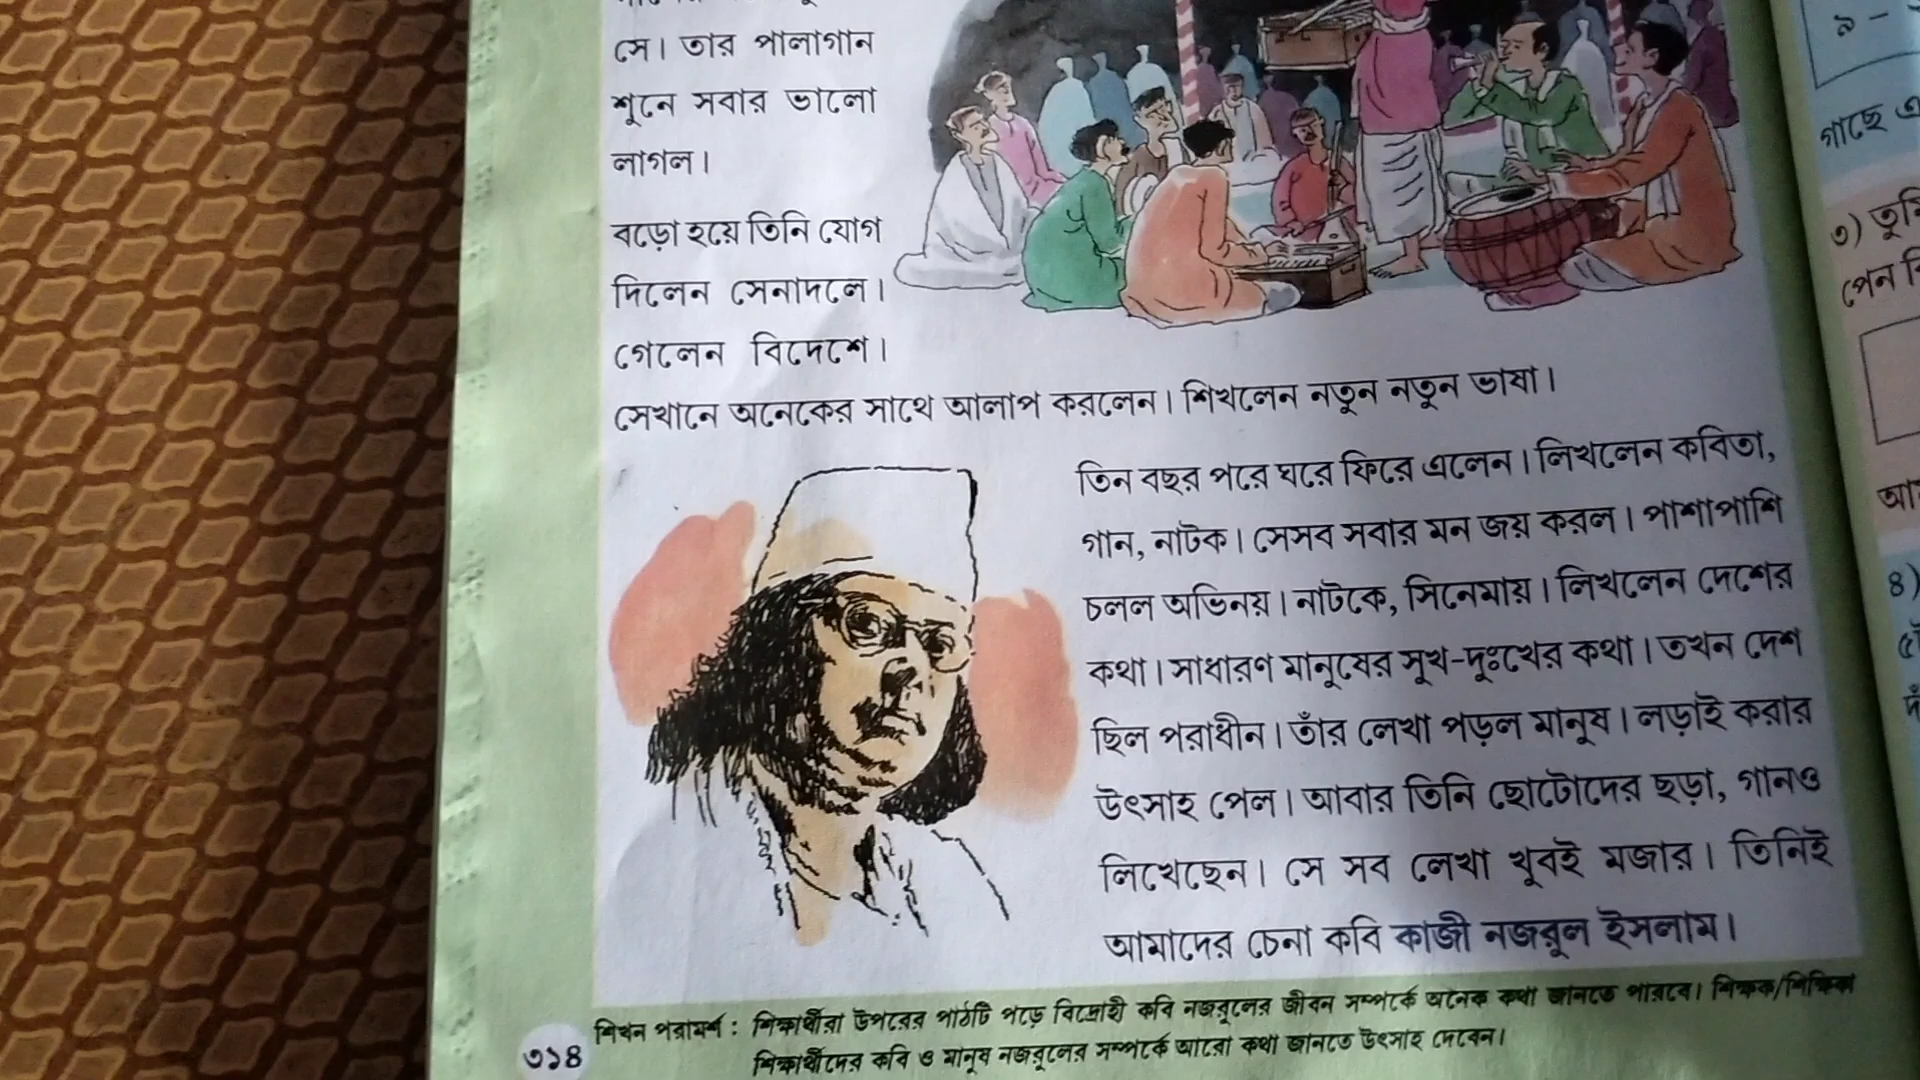 সে। তার পালাগান
শুনে সবার ভালো
লাগল।
বড়ো হয়ে তিনি যোগ
দিলেন সেনাদলে।
গেলেন বিদেশে।
সেখানে অনেকের সাথে আলাপ করলেন। শিখলেন নতুন নতুন ভাষা।
তিন বছর পরে ঘরে ফিরে এলেন। লিখলেন কবিতা,
গান, নাটক। সেসব সবার মন জয় করল। পাশাপাশি
চলল অভিনয়। নাটকে, সিনেমায়। লিখলেন দেশের
কথা। সাধারণ মানুষের সুখ-দুঃখের কথা। তখন দেশ
ছিল পরাধীন। তাঁর লেখা পড়ল মানুষ। লড়াই করার
উৎসাহ পেল। আবার তিনি ছোটোদের ছড়া, গানও
লিখেছেন। সে সব লেখা খুবই মজার। তিনিই
আমাদের চেনা কবি কাজী নজরুল ইসলাম।
শিখন পরামর্শ : শিক্ষার্থীরা উপরের পাঠটি পড়ে বিদ্রোহী কবি নজরুলের জীবন সম্পর্কে অনেক কথা জানতে পারবে। শিক্ষক/শিক্ষিকা
শিক্ষার্থীদের কবি ও মানুষ নজরুলের সম্পর্কে আরো কথা জানতে উৎসাহ দেবেন।
৩১৪
৯ –
গাছে
৩)
পেন
৪)